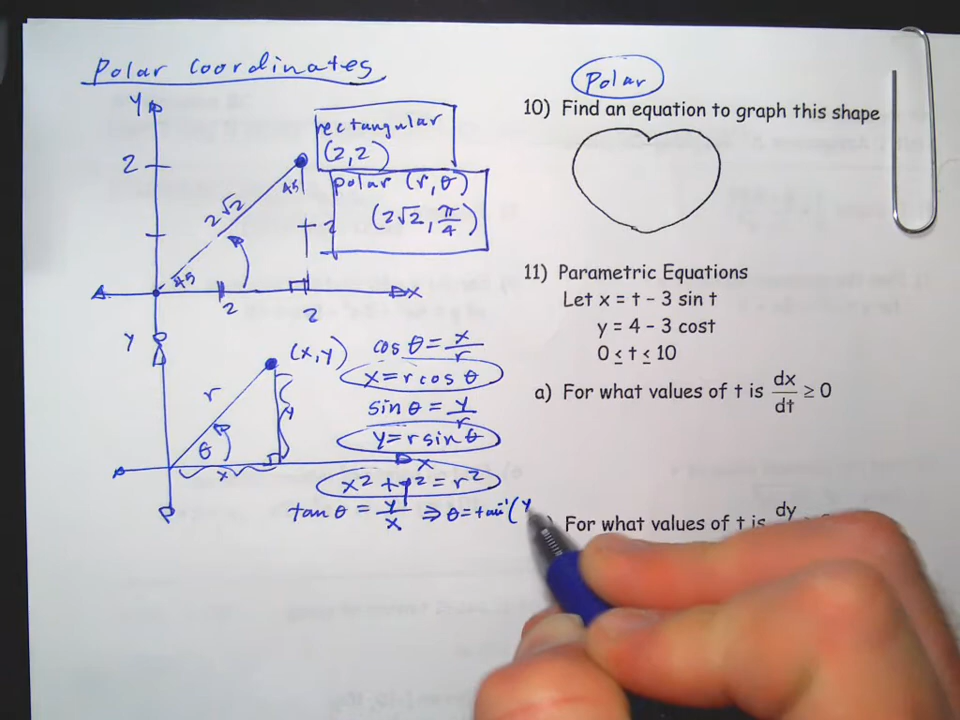 Polar coordinates
Y
2
rectangular
(2,2)
polar (r,θ)
(2√2, π/4)
2√2
45
45
2
2
2
x
Y
(x,y)
r
θ
y
x
x
cos θ = x/r
x = r cos θ
sin θ = y/r
y = r sin θ
x² + y² = r²
tan θ = y/x ⇒ θ = tan⁻¹(y
Polar
10) Find an equation to graph this shape
11) Parametric Equations
Let x = t – 3 sin t
y = 4 – 3 cost
0 ≤ t ≤ 10
a) For what values of t is dx/dt ≥ 0
) For what values of t is dy